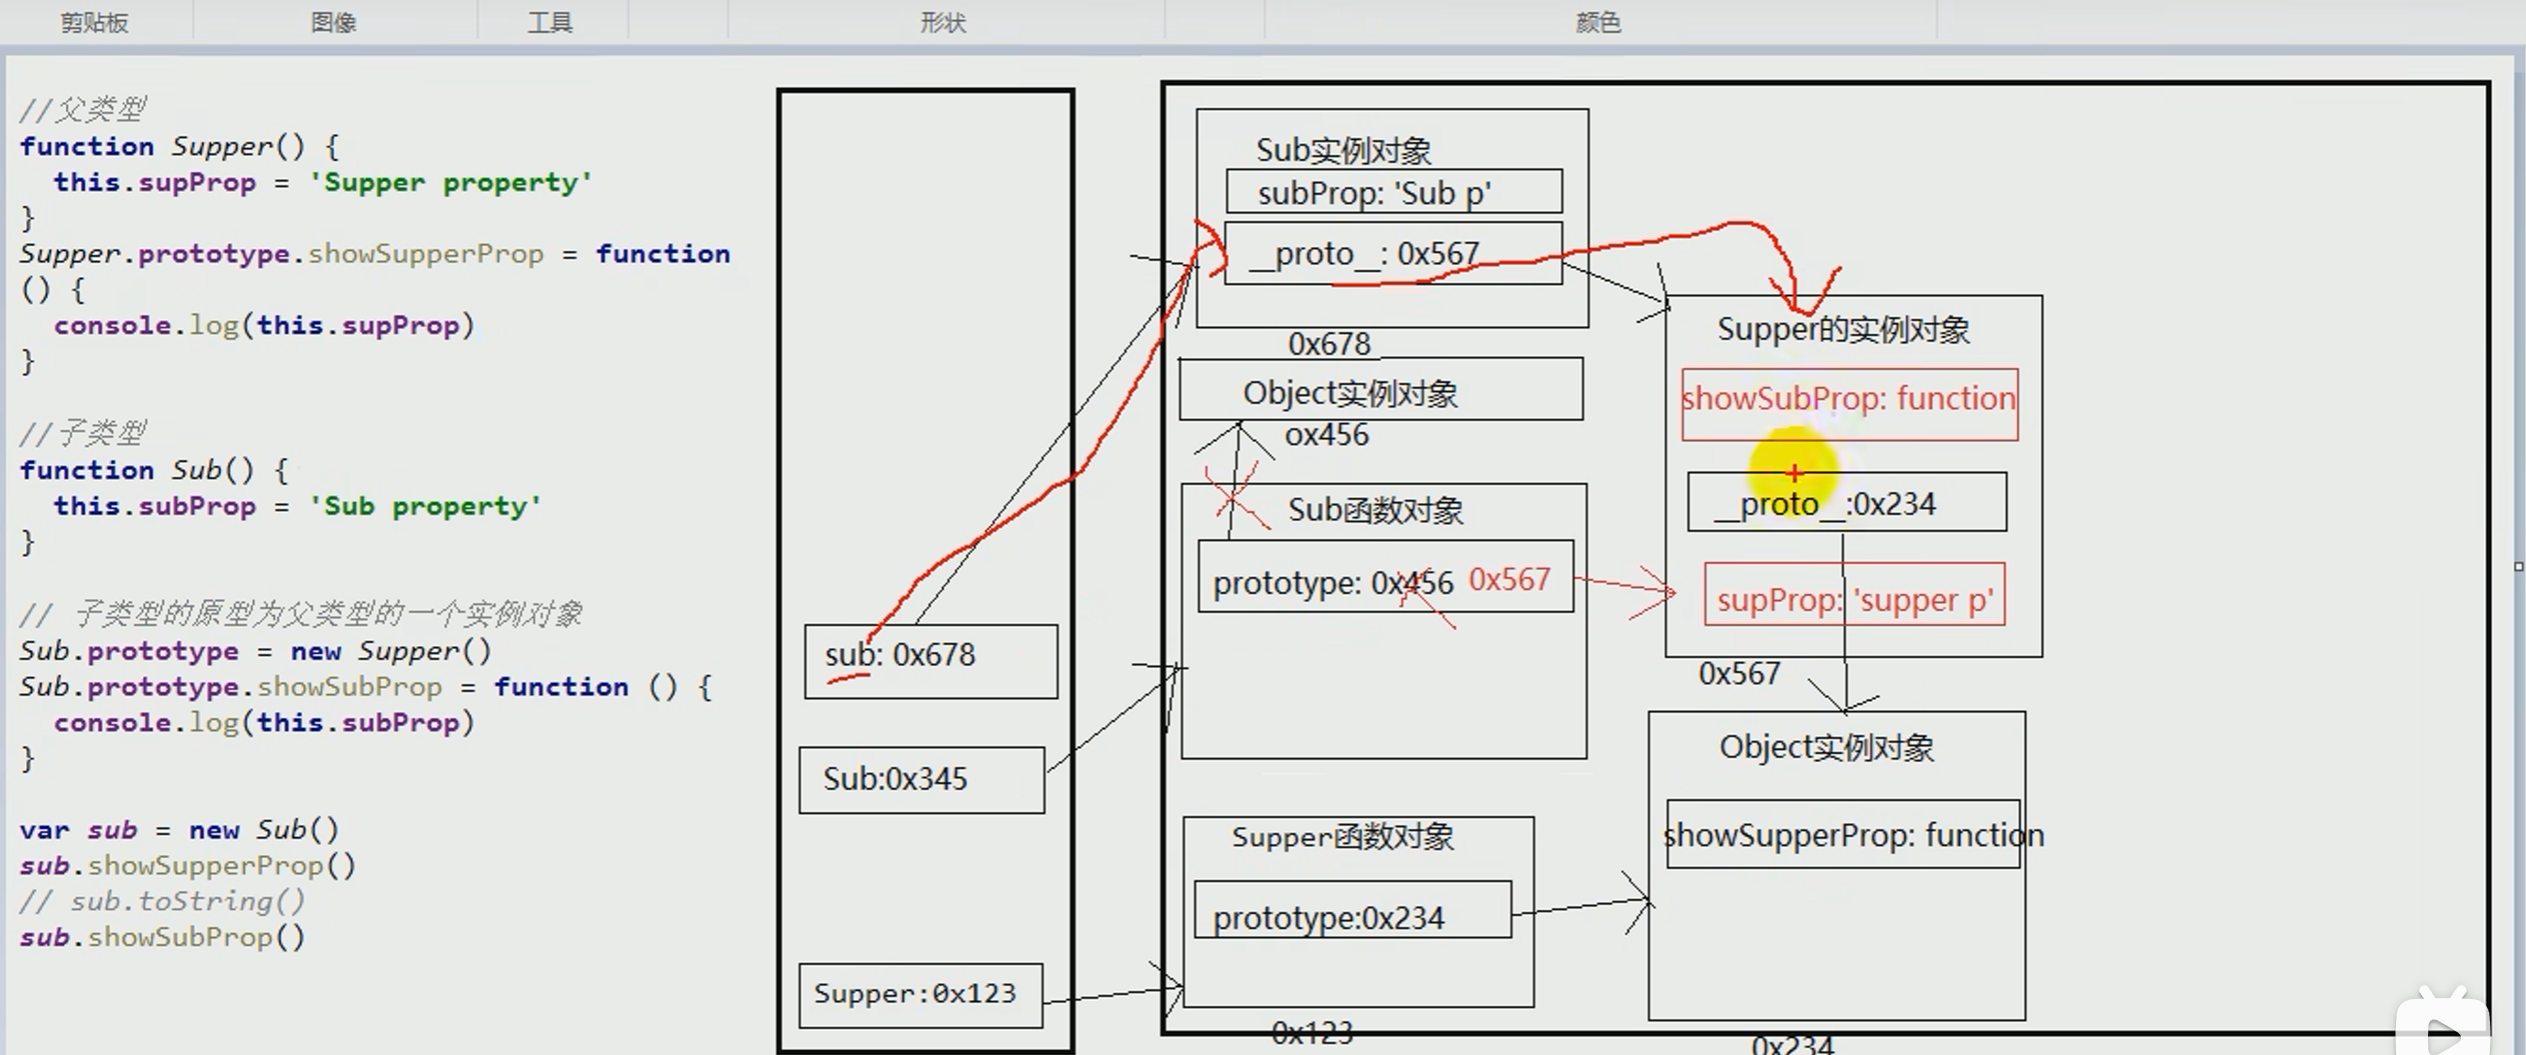 剪贴板
图像
工具
形状
颜色
//父类型
function Supper() {
this.supProp = 'Supper property'
}
Supper.prototype.showSupperProp = function
() {
console.log(this.supProp)
}
//子类型
function Sub() {
this.subProp = 'Sub property'
}
// 子类型的原型为父类型的一个实例对象
Sub.prototype = new Supper()
Sub.prototype.showSubProp = function () {
console.log(this.subProp)
}
var sub = new Sub()
sub.showSupperProp()
// sub.toString()
sub.showSubProp()
sub: 0x678
Sub:0x345
Supper:0x123
Sub实例对象
subProp: 'Sub p'
__proto__: 0x567
0x678
Object实例对象
ox456
Sub函数对象
prototype: 0x456 0x567
Supper函数对象
prototype:0x234
0x123
Supper的实例对象
showSubProp: function
__proto__:0x234
supProp: 'supper p'
0x567
Object实例对象
showSupperProp: function
0x234